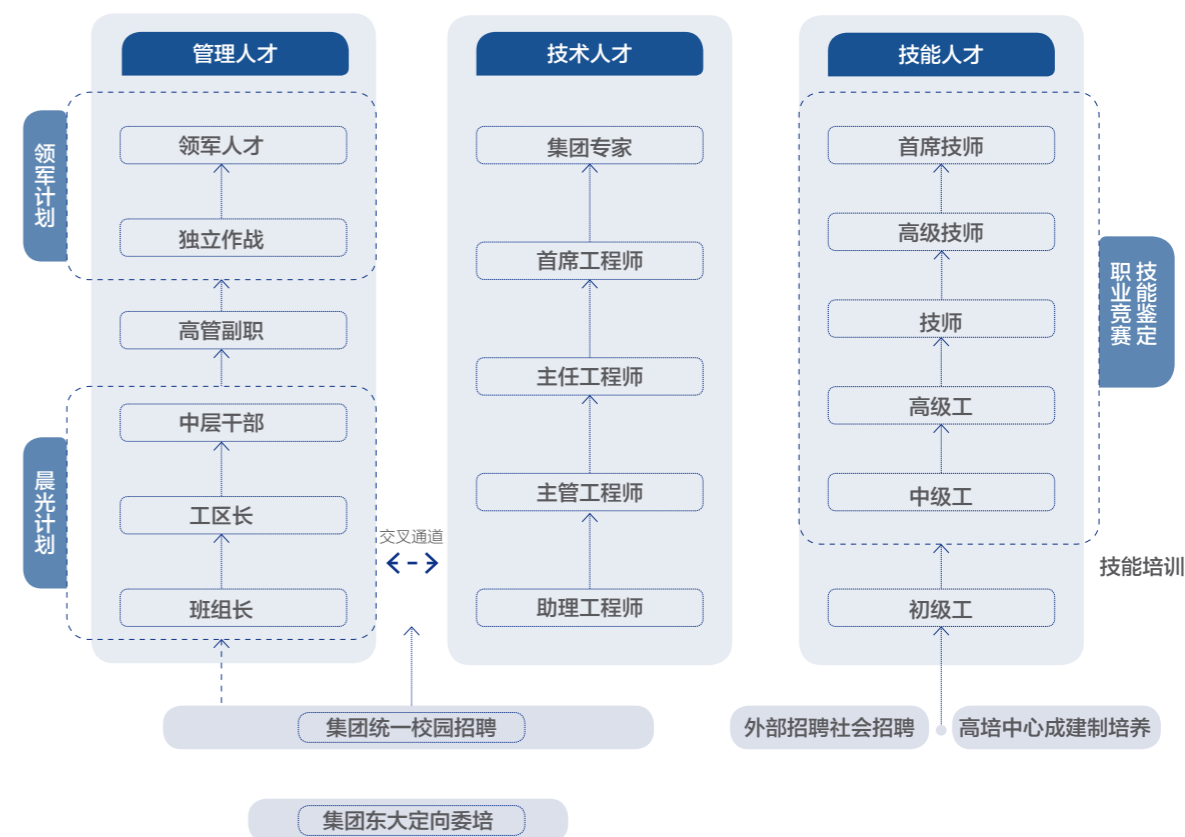 管理人才
领军计划
领军人才
独立作战
高管副职
晨光计划
中层干部
工区长
班组长
交叉通道
技术人才
集团专家
首席工程师
主任工程师
主管工程师
助理工程师
技能人才
首席技师
高级技师
技师
高级工
中级工
初级工
技能鉴定
职业竞赛
技能培训
集团统一校园招聘
外部招聘社会招聘
高培中心成建制培养
集团东大定向委培